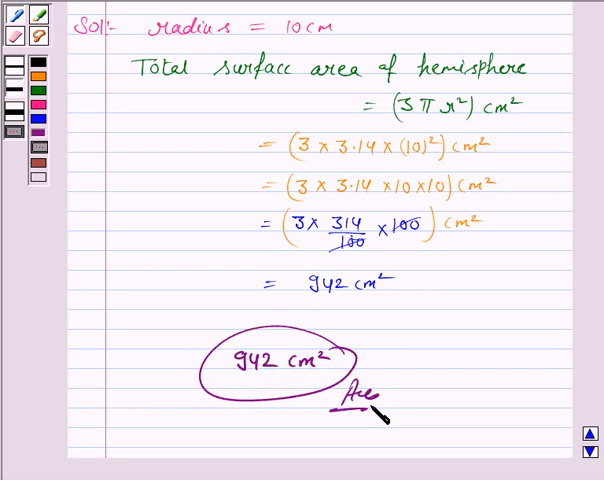 Sol:- radius = 10 cm
Total surface area of hemisphere
= (3 π r²) cm²
= (3 × 3.14 × (10)²) cm²
= (3 × 3.14 × 10 × 10) cm²
= (3 × 314/100 × 100) cm²
= 942 cm²
942 cm²
Ans